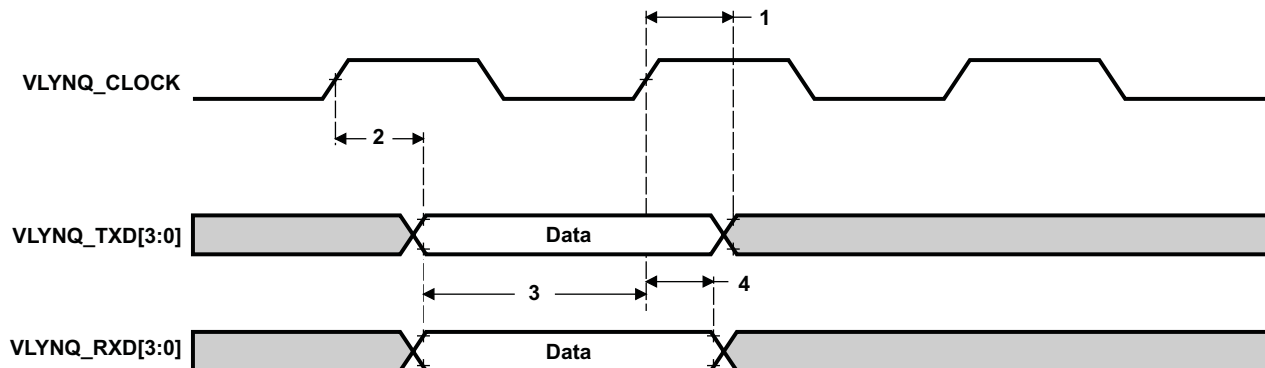 1
VLYNQ_CLOCK
2
VLYNQ_TXD[3:0]
Data
3
4
VLYNQ_RXD[3:0]
Data